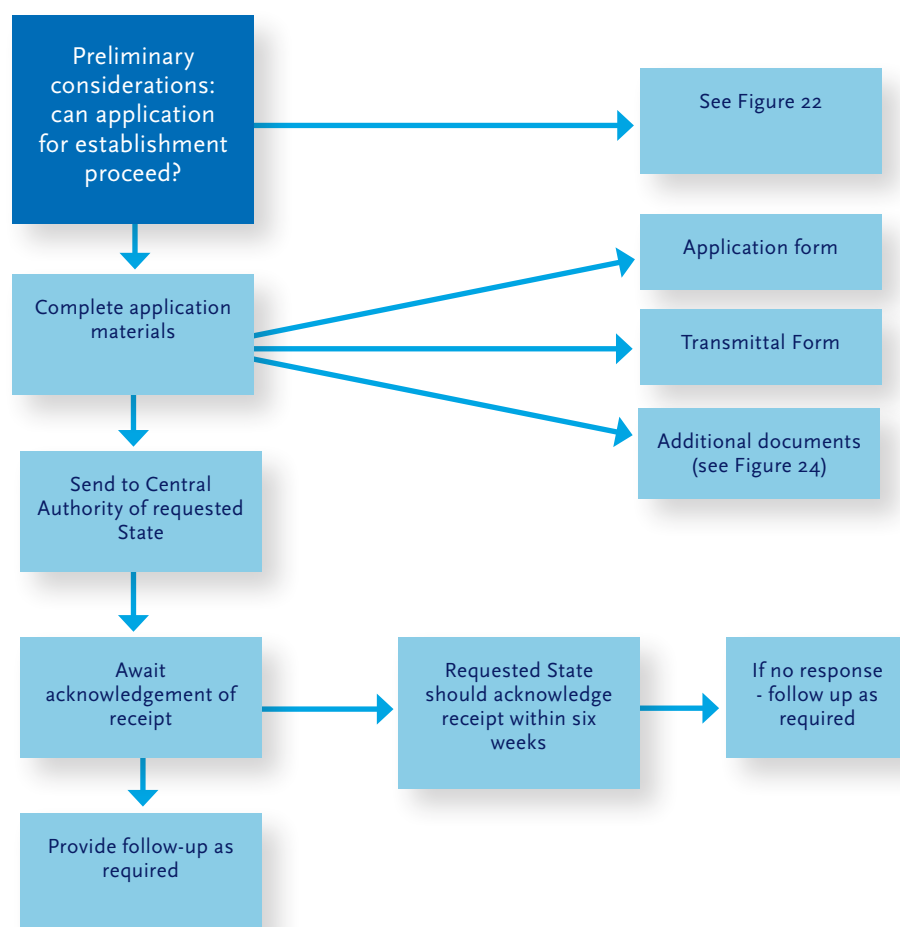 Preliminary
considerations:
can application
for establishment
proceed?
See Figure 22
Complete application
materials
Application form
Transmittal Form
Additional documents
(see Figure 24)
Send to Central
Authority of requested
State
Await
acknowledgement of
receipt
Requested State
should acknowledge
receipt within six
weeks
If no response
- follow up as
required
Provide follow-up as
required